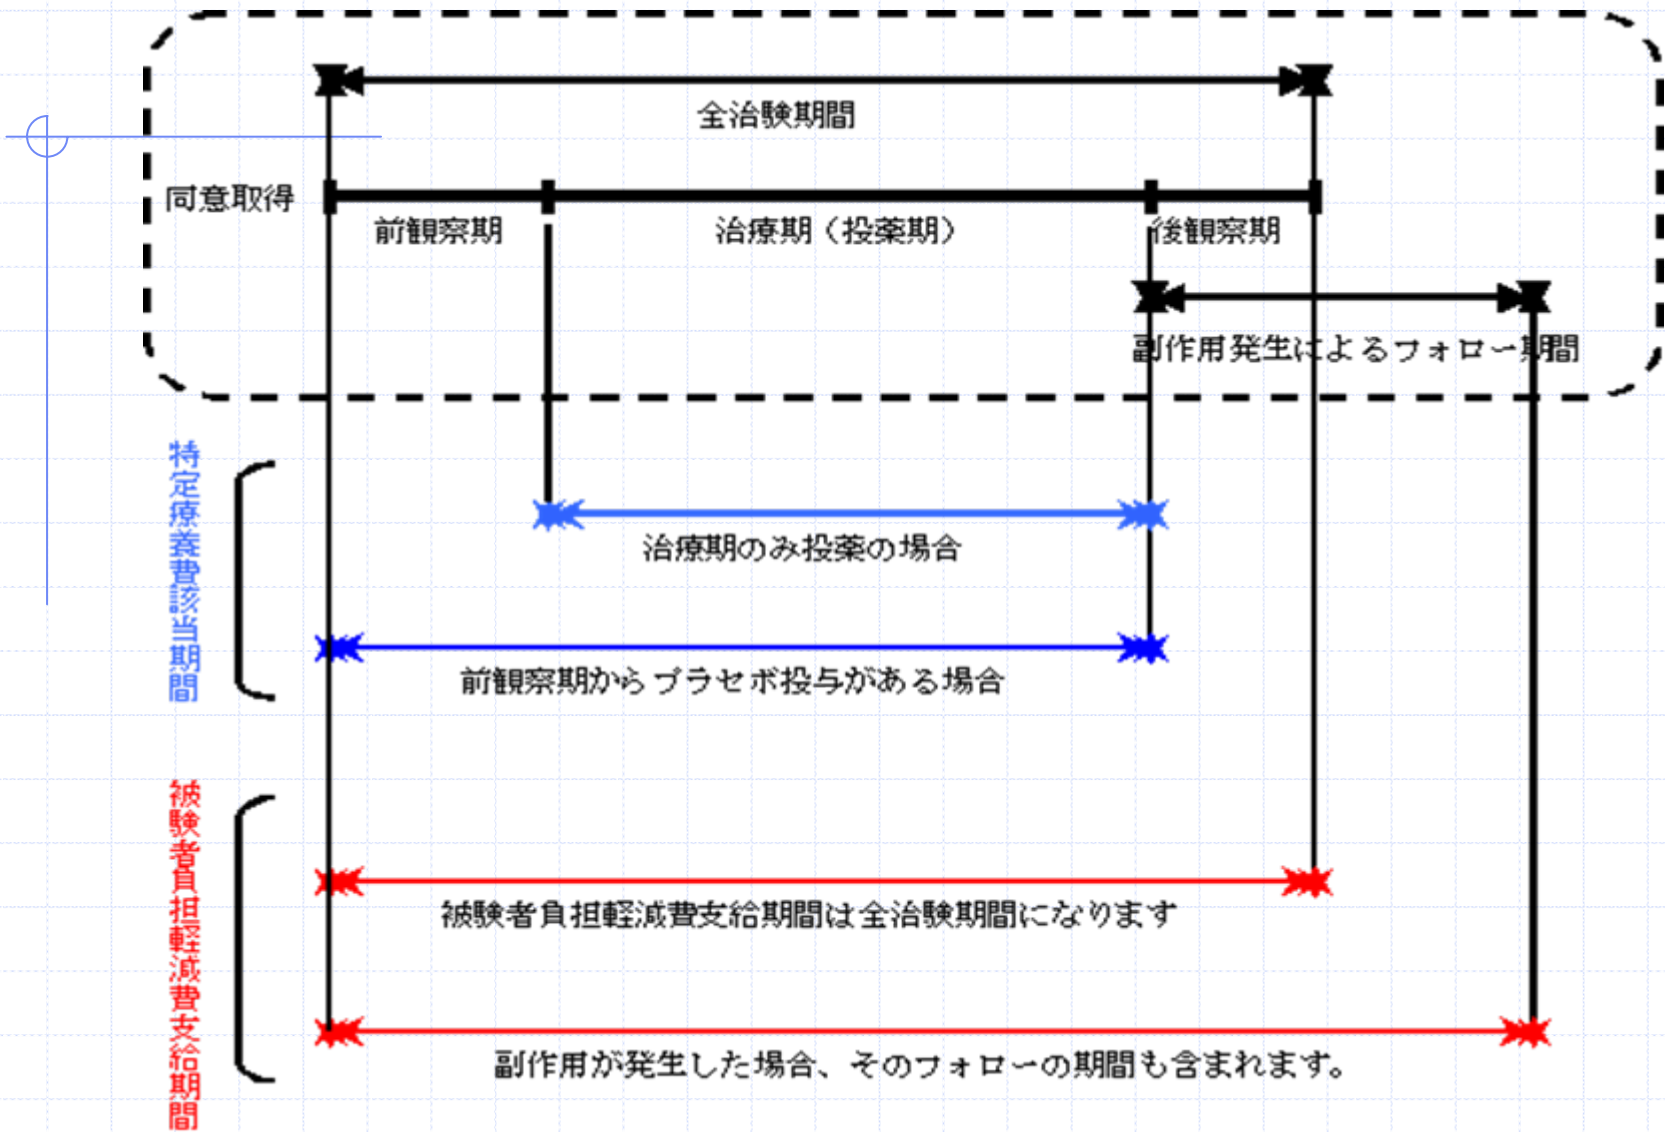 全治験期間
同意取得
前観察期
治療期（投薬期）
後観察期
副作用発生によるフォロー期間
特定療養費該当期間
治療期のみ投薬の場合
前観察期からプラセボ投与がある場合
被験者負担軽減費支給期間
被験者負担軽減費支給期間は全治験期間になります
副作用が発生した場合、そのフォローの期間も含まれます。